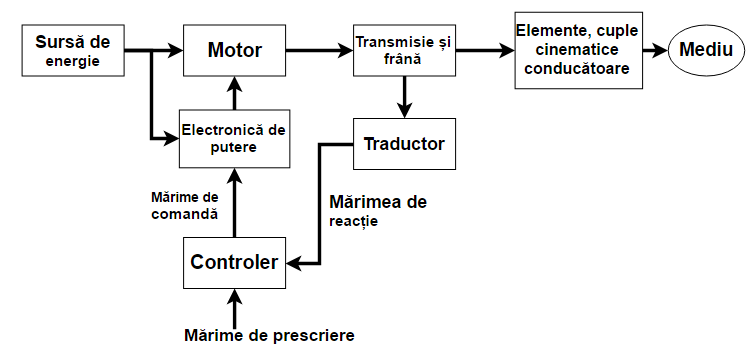 Sursă de
energie
Motor
Transmisie și
frână
Elemente, cuple
cinematice
conducătoare
Mediu
Electronică de
putere
Traductor
Mărime de
comandă
Mărimea de
reacție
Controler
Mărime de prescriere